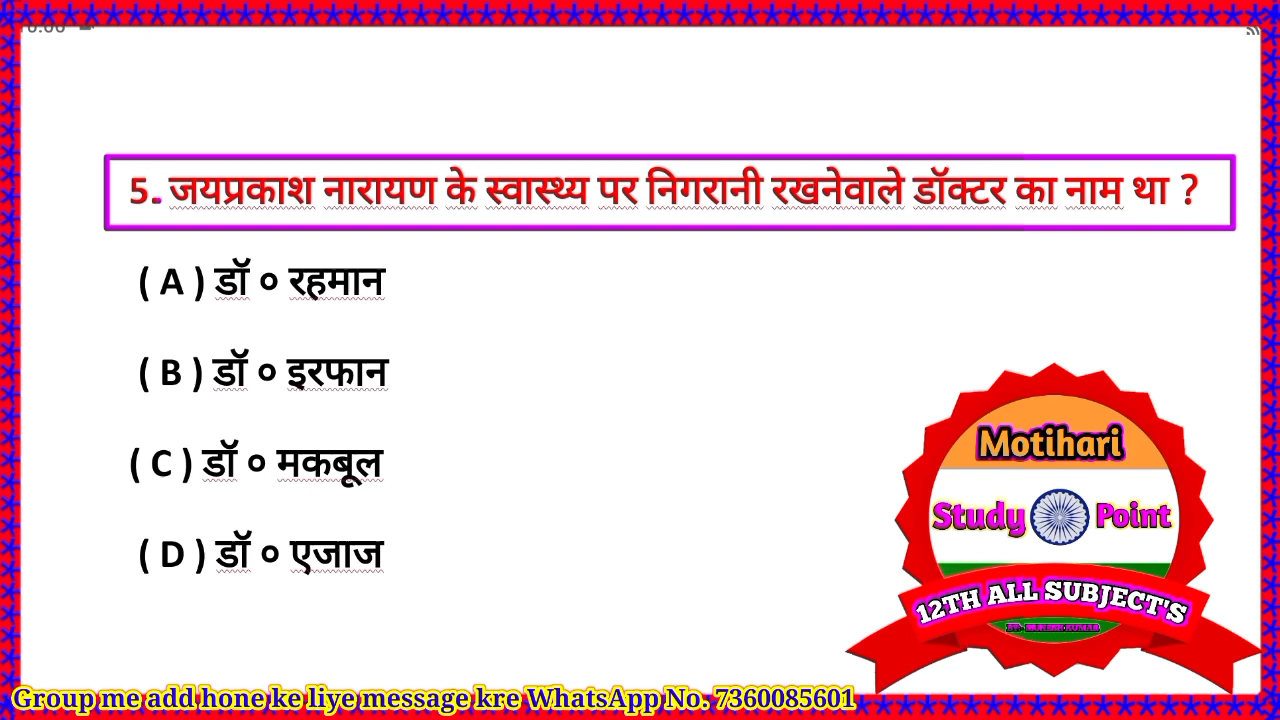 5. जयप्रकाश नारायण के स्वास्थ्य पर निगरानी रखनेवाले डॉक्टर का नाम था ?
( A ) डॉ ० रहमान
( B ) डॉ ० इरफान
( C ) डॉ ० मकबूल
( D ) डॉ ० एजाज
Motihari
Study Point
12TH ALL SUBJECT'S
Group me add hone ke liye message kre WhatsApp No. 7360085601